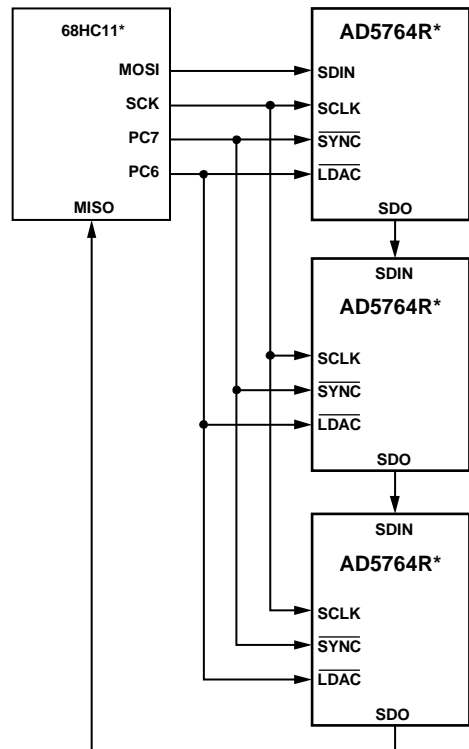 68HC11*
MOSI
SCK
PC7
PC6
MISO
AD5764R*
SDIN
SCLK
SYNC
LDAC
SDO
SDIN
AD5764R*
SCLK
SYNC
LDAC
SDO
SDIN
AD5764R*
SCLK
SYNC
LDAC
SDO